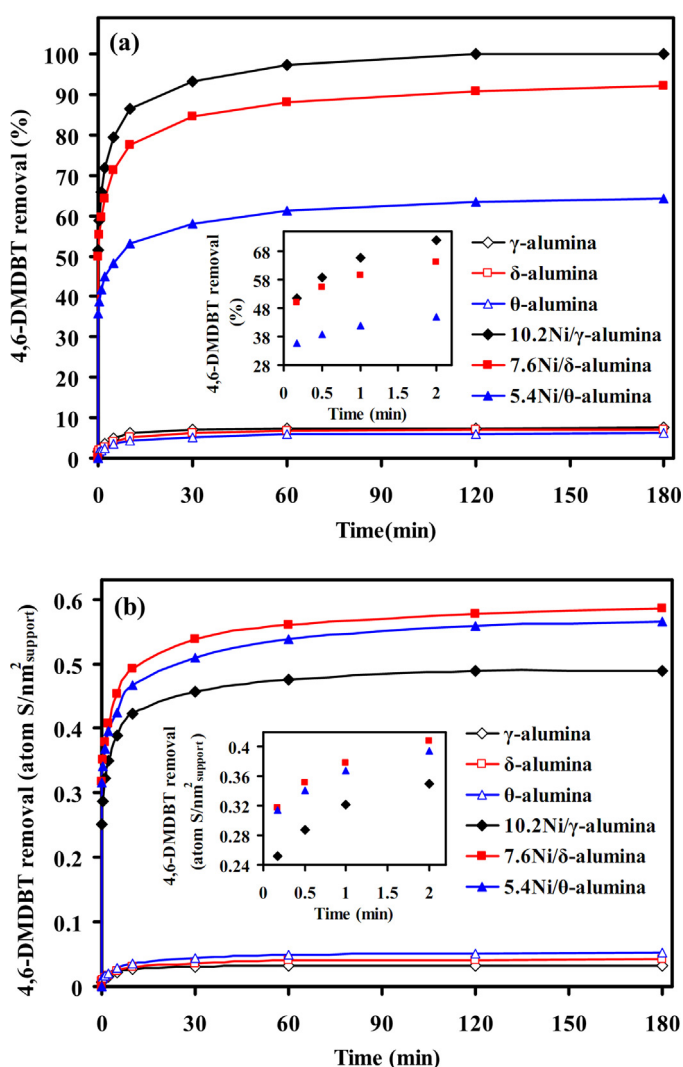 (a)
100
90
80
70
60
50
40
30
20
10
0
4,6-DMDBT removal (%)
0 30 60 90 120 150 180
Time(min)
γ-alumina
δ-alumina
θ-alumina
10.2Ni/γ-alumina
7.6Ni/δ-alumina
5.4Ni/θ-alumina
4,6-DMDBT removal
(%)
68
58
48
38
28
0 0.5 1 1.5 2
Time (min)
(b)
0.6
0.5
0.4
0.3
0.2
0.1
0
4,6-DMDBT removal (atom S/nm²support)
0 30 60 90 120 150 180
Time (min)
γ-alumina
δ-alumina
θ-alumina
10.2Ni/γ-alumina
7.6Ni/δ-alumina
5.4Ni/θ-alumina
4,6-DMDBT removal
(atom S/nm²support)
0.4
0.36
0.32
0.28
0.24
0 0.5 1 1.5 2
Time (min)